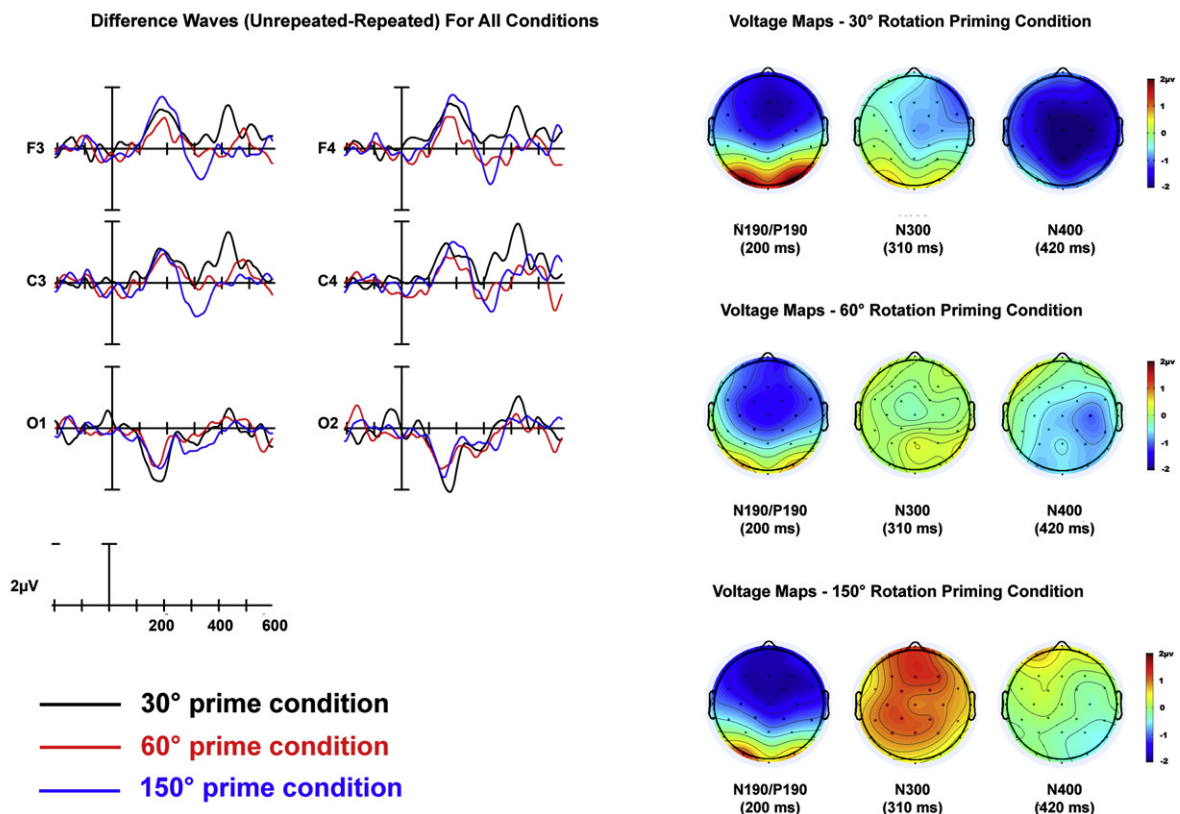 Difference Waves (Unrepeated-Repeated) For All Conditions
F3
F4
C3
C4
O1
O2
2µV
200 400 600
30° prime condition
60° prime condition
150° prime condition
Voltage Maps - 30° Rotation Priming Condition
2µv
1
0
-1
-2
N190/P190 N300 N400
(200 ms) (310 ms) (420 ms)
Voltage Maps - 60° Rotation Priming Condition
2µv
1
0
-1
-2
N190/P190 N300 N400
(200 ms) (310 ms) (420 ms)
Voltage Maps - 150° Rotation Priming Condition
2µv
1
0
-1
-2
N190/P190 N300 N400
(200 ms) (310 ms) (420 ms)